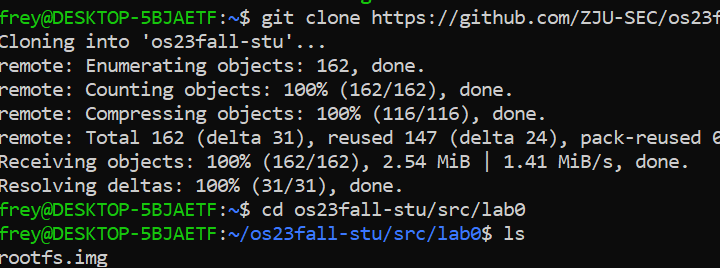 frey@DESKTOP-5BJAETF:~$ git clone https://github.com/ZJU-SEC/os23f
Cloning into 'os23fall-stu'...
remote: Enumerating objects: 162, done.
remote: Counting objects: 100% (162/162), done.
remote: Compressing objects: 100% (116/116), done.
remote: Total 162 (delta 31), reused 147 (delta 24), pack-reused 0
Receiving objects: 100% (162/162), 2.54 MiB | 1.41 MiB/s, done.
Resolving deltas: 100% (31/31), done.
frey@DESKTOP-5BJAETF:~$ cd os23fall-stu/src/lab0
frey@DESKTOP-5BJAETF:~/os23fall-stu/src/lab0$ ls
rootfs.img